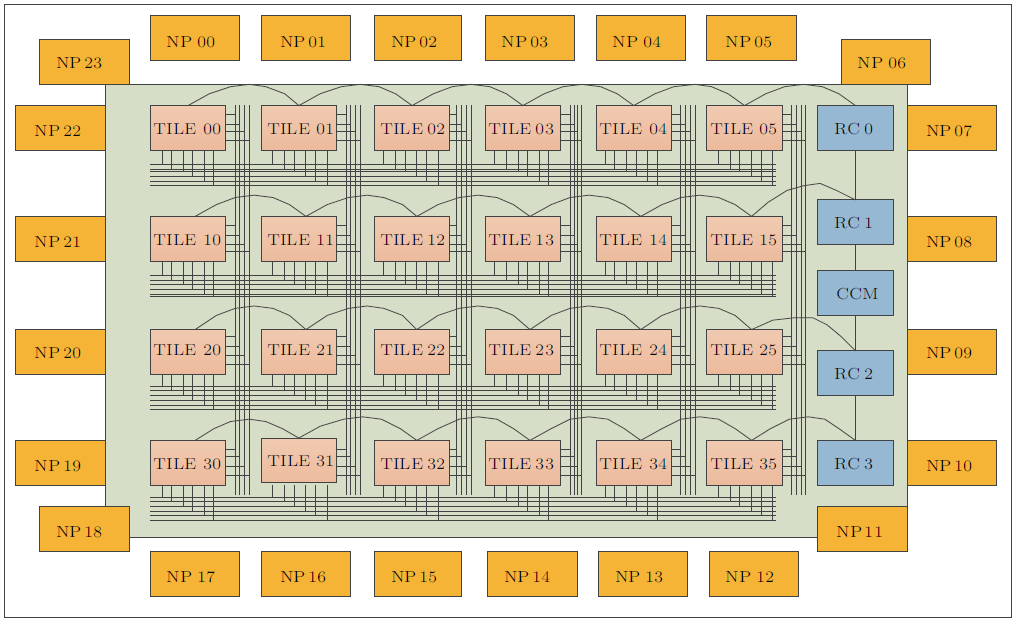 NP 00 NP 01 NP 02 NP 03 NP 04 NP 05
NP 23 NP 06
NP 22 TILE 00 TILE 01 TILE 02 TILE 03 TILE 04 TILE 05 RC 0 NP 07
NP 21 TILE 10 TILE 11 TILE 12 TILE 13 TILE 14 TILE 15 RC 1 NP 08
CCM
NP 20 TILE 20 TILE 21 TILE 22 TILE 23 TILE 24 TILE 25 RC 2 NP 09
NP 19 TILE 30 TILE 31 TILE 32 TILE 33 TILE 34 TILE 35 RC 3 NP 10
NP 18 NP 11
NP 17 NP 16 NP 15 NP 14 NP 13 NP 12